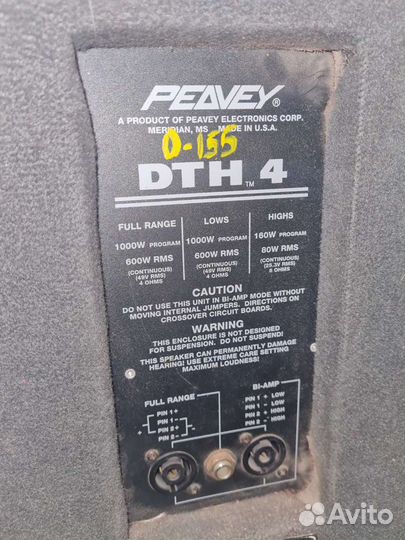 PEAVEY®
A PRODUCT OF PEAVEY ELECTRONICS CORP.
MERIDIAN, MS MADE IN U.S.A.
D-155
DTH™ 4
FULL RANGE
1000W PROGRAM
600W RMS
(CONTINUOUS)
(49V RMS)
4 OHMS
LOWS
1000W PROGRAM
600W RMS
(CONTINUOUS)
(49V RMS)
4 OHMS
HIGHS
160W PROGRAM
80W RMS
(CONTINUOUS)
(25.3V RMS)
8 OHMS
CAUTION
DO NOT USE THIS UNIT IN BI-AMP MODE WITHOUT
MOVING INTERNAL JUMPERS. DIRECTIONS ON
CROSSOVER CIRCUIT BOARDS.
WARNING
THIS ENCLOSURE IS NOT DESIGNED
FOR SUSPENSION. DO NOT SUSPEND!
THIS SPEAKER CAN PERMANENTLY DAMAGE
HEARING! USE EXTREME CARE SETTING
MAXIMUM LOUDNESS!
FULL RANGE
PIN 1 +
PIN 1 -
+ PIN 2 +
PIN 2 -
BI-AMP
PIN 1 + LOW
PIN 1 - LOW
PIN 2 + HIGH
PIN 2 - HIGH
Avito